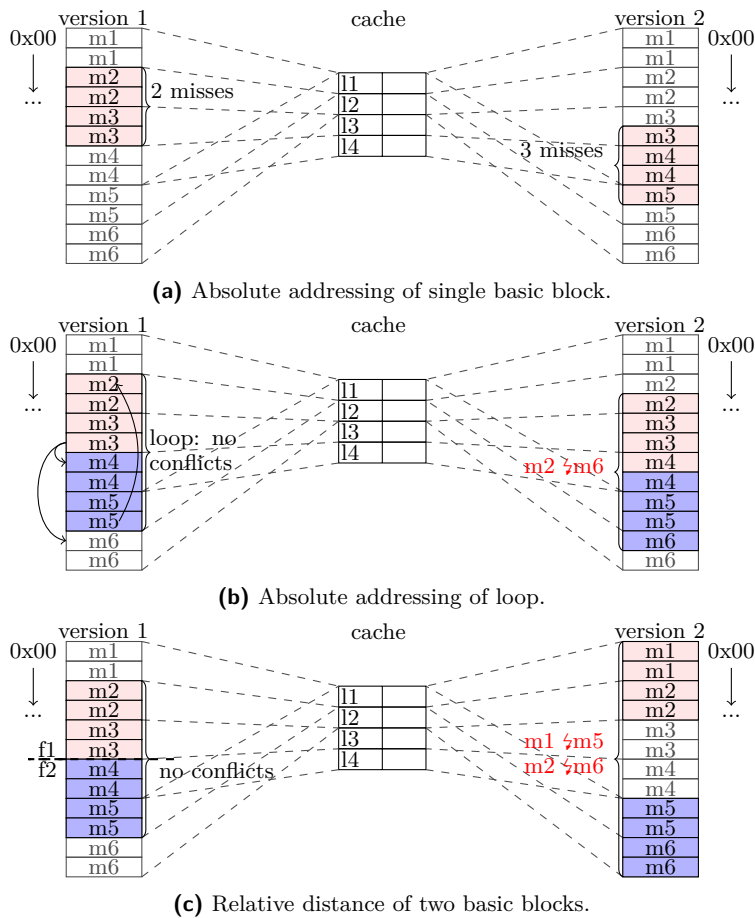 version 1 cache version 2
0x00 m1 m1 0x00
m1 m1
m2 l1 m2
... m2 2 misses l2 m2 ...
m3 m3
m3 l3 m3
m4 l4 3 misses m4
m4 m4
m5 m5
m5 m5
m6 m6
m6 m6
(a) Absolute addressing of single basic block.
version 1 cache version 2
0x00 m1 m1 0x00
m1 m1
m2 l1 m2
... m2 l2 m2 ...
m3 l3 m3
m3 loop: no l4 m3
m4 conflicts m2 ↯m6 m4
m4 m4
m5 m5
m5 m5
m6 m6
m6 m6
(b) Absolute addressing of loop.
version 1 cache version 2
0x00 m1 m1 0x00
m1 m1
m2 l1 m2
... m2 l2 m2 ...
m3 l3 m3
f1 m3 l4 m1 ↯m5 m3
f2 m4 no conflicts m2 ↯m6 m4
m4 m4
m5 m5
m5 m5
m6 m6
m6 m6
(c) Relative distance of two basic blocks.